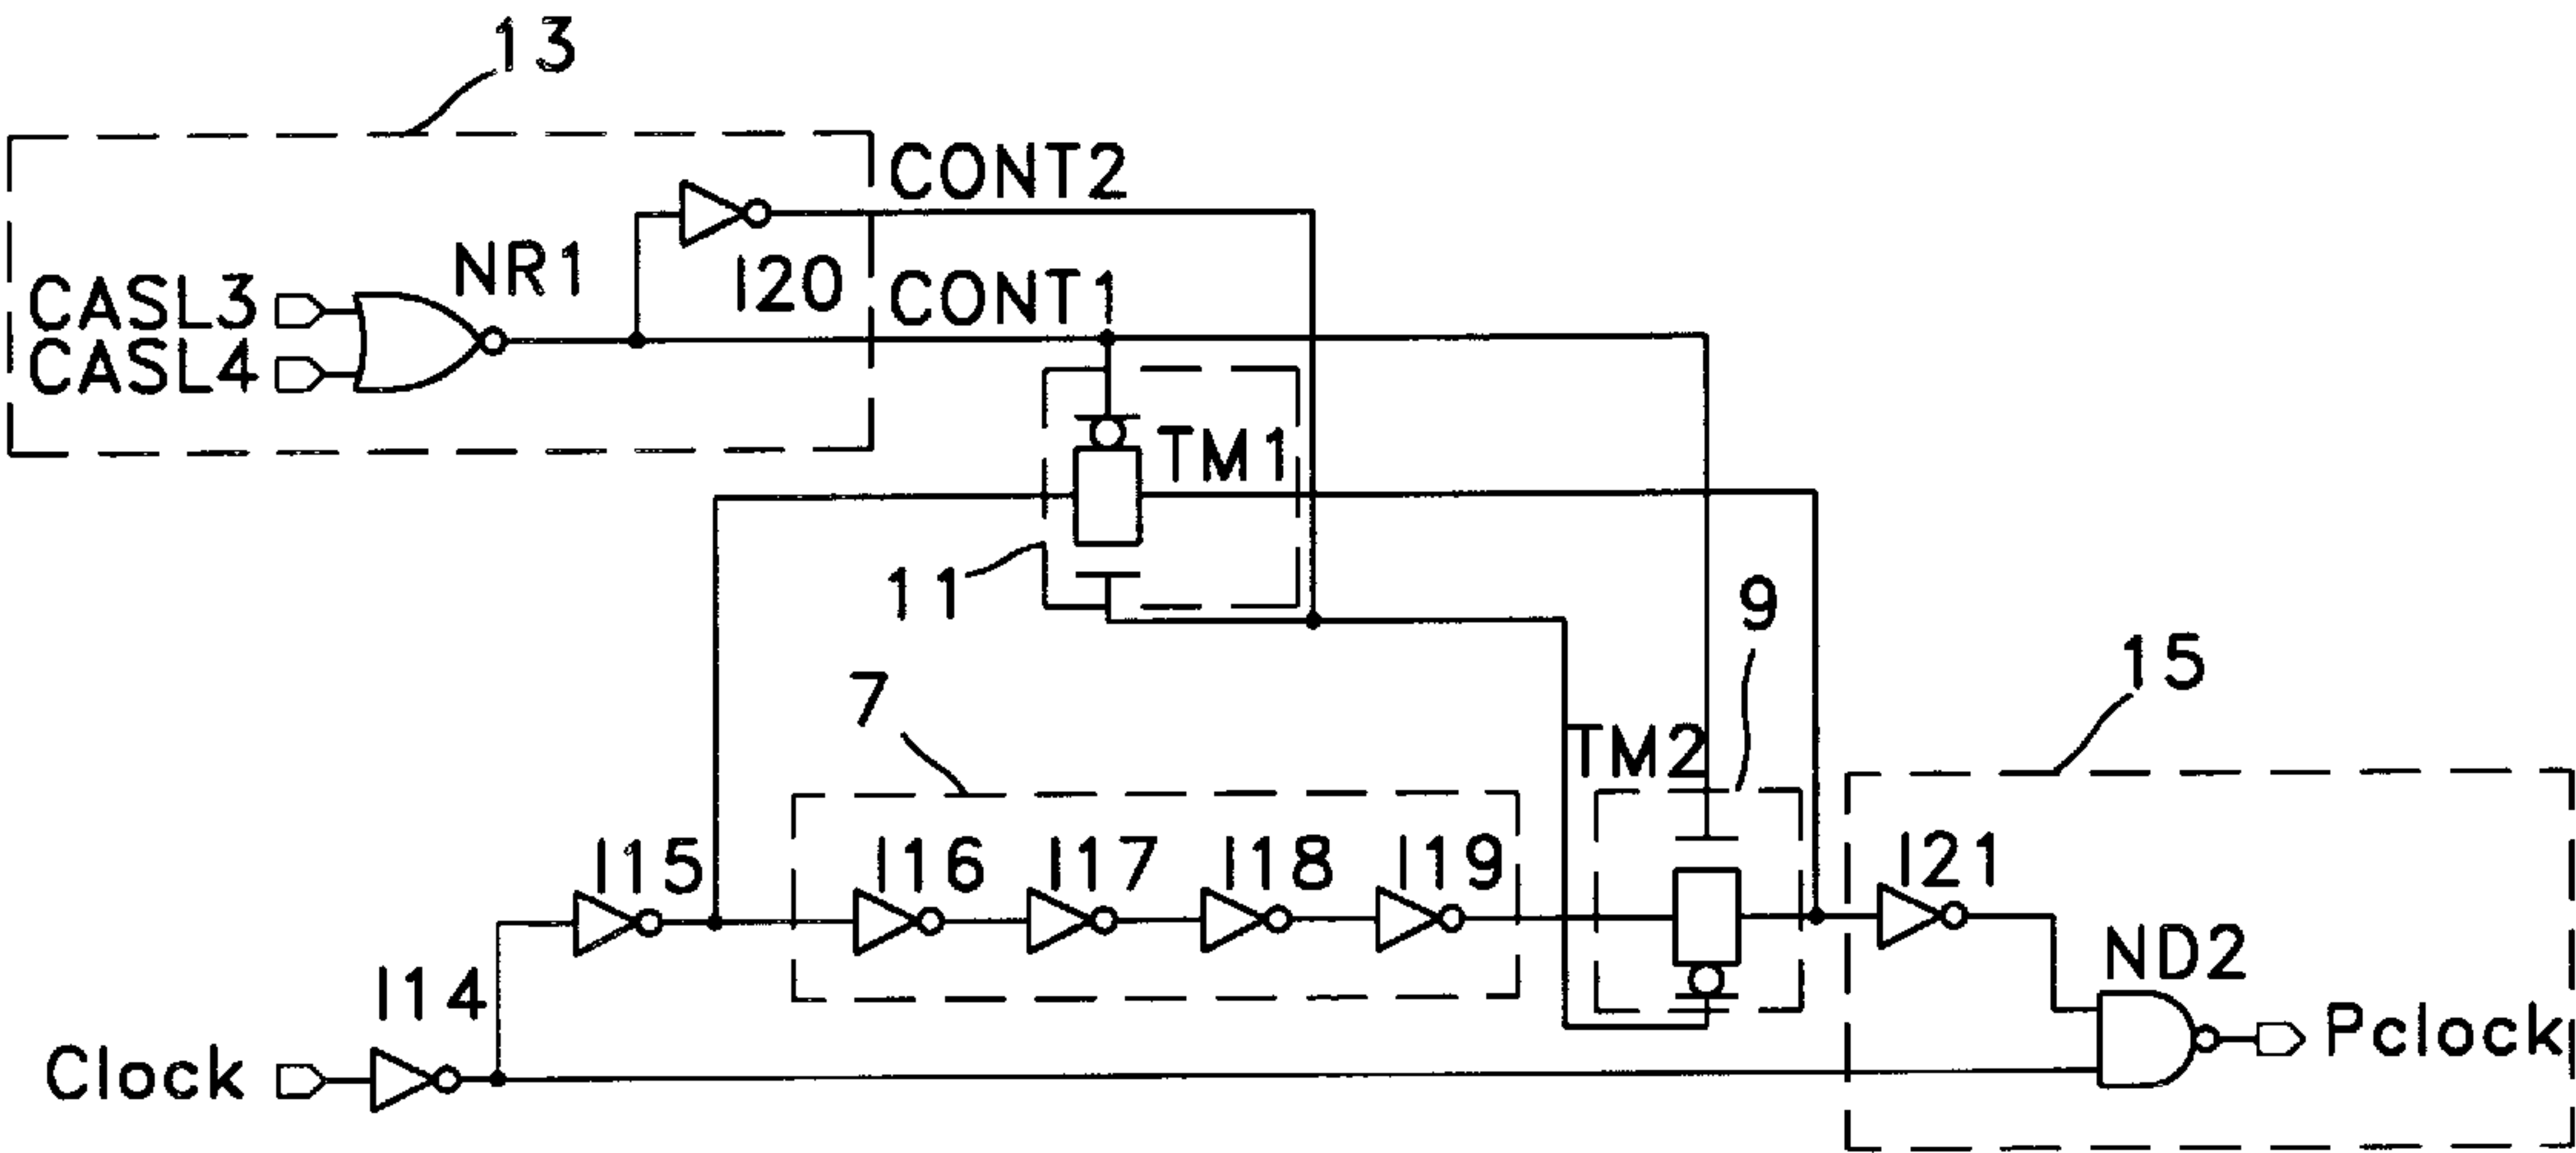 13
CONT2
NR1
I20
CASL3
CONT1
CASL4
TM1
11
9
15
7
TM2
I15
I16
I17
I18
I19
I21
I14
ND2
Clock
Pclock